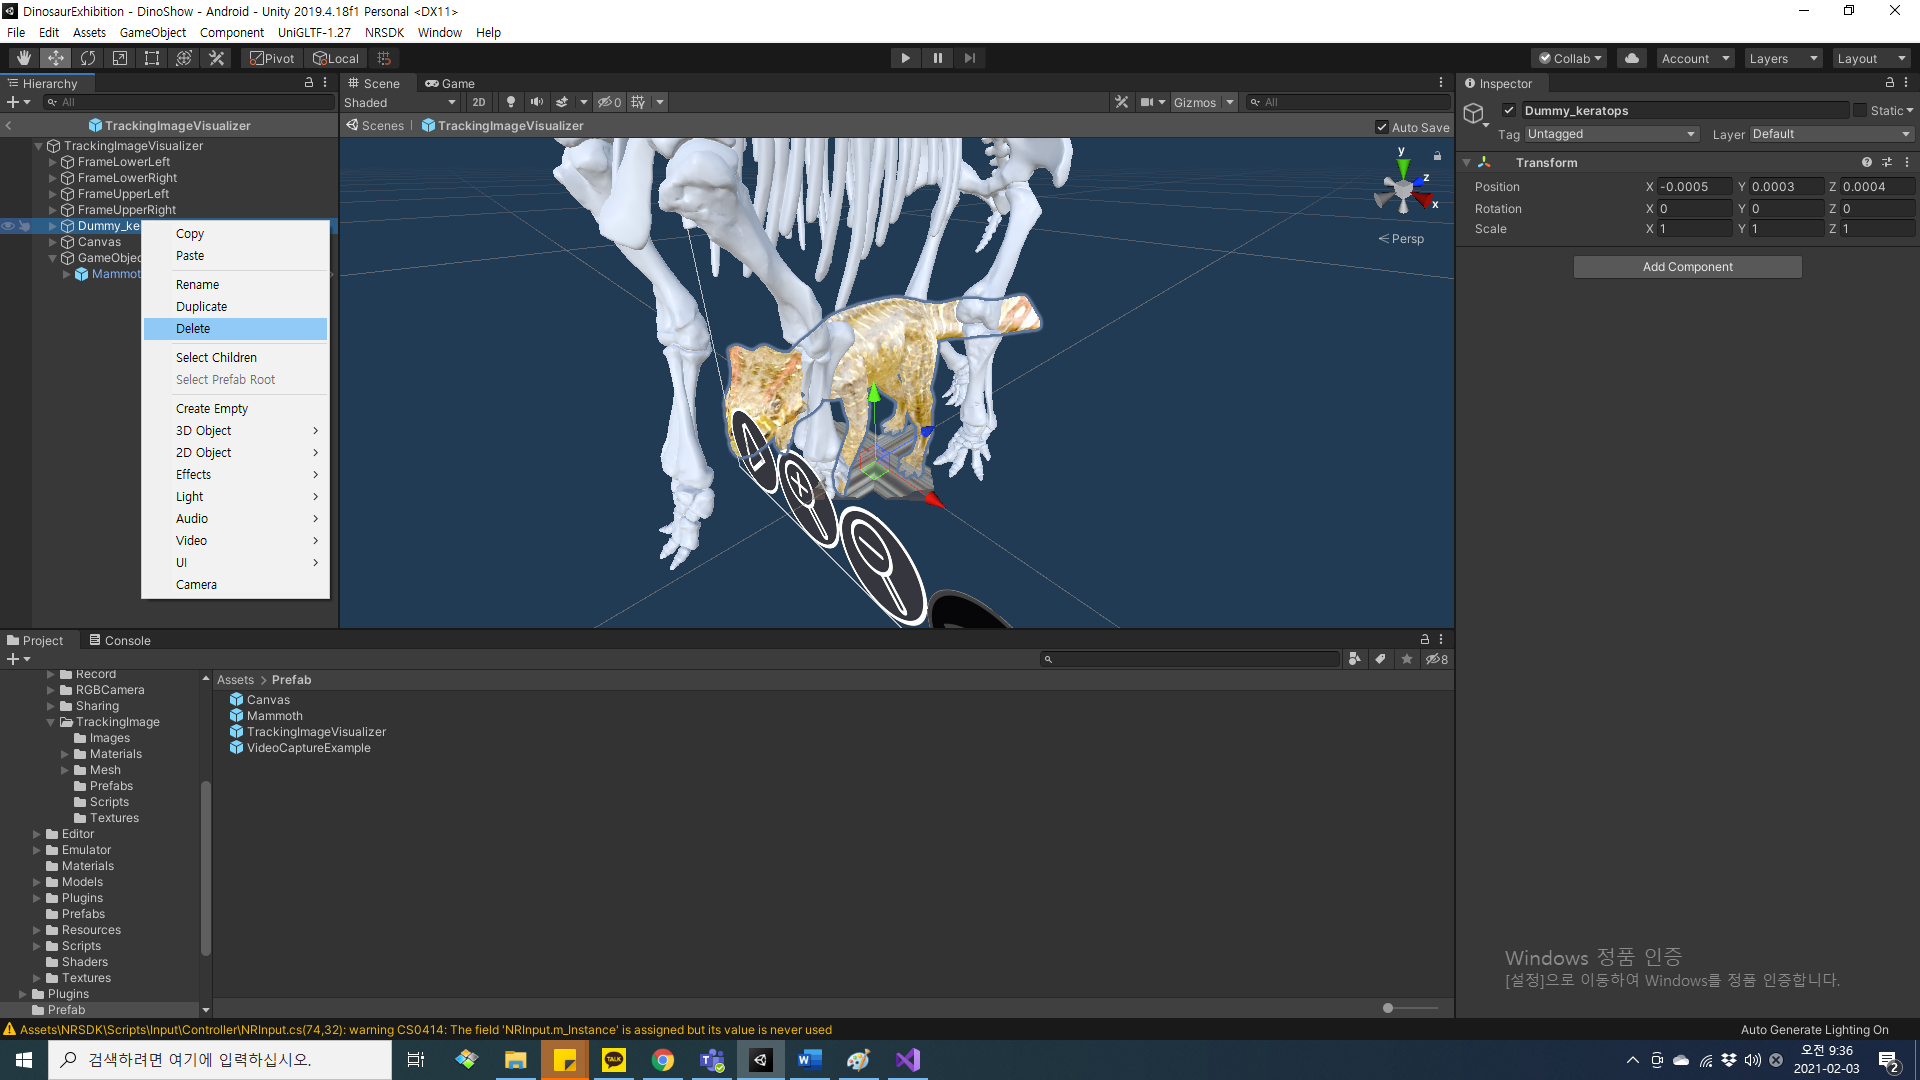 DinosaurExhibition - DinoShow - Android - Unity 2019.4.18f1 Personal <DX11>
File Edit Assets GameObject Component UniGLTF-1.27 NRSDK Window Help
Pivot Local Collab Account Layers Layout
Hierarchy
All
TrackingImageVisualizer
TrackingImageVisualizer
FrameLowerLeft
FrameLowerRight
FrameUpperLeft
FrameUpperRight
Dummy_ke
Canvas
GameObjec
Mammot
Copy
Paste
Rename
Duplicate
Delete
Select Children
Select Prefab Root
Create Empty
3D Object
2D Object
Effects
Light
Audio
Video
UI
Camera
Scene Game
Shaded 2D 0 Gizmos All
Scenes TrackingImageVisualizer Auto Save
y
z
x
Persp
Inspector
Dummy_keratops Static
Tag Untagged Layer Default
Transform
Position X -0.0005 Y 0.0003 Z 0.0004
Rotation X 0 Y 0 Z 0
Scale X 1 Y 1 Z 1
Add Component
Project Console
8
Record
RGBCamera
Sharing
TrackingImage
Images
Materials
Mesh
Prefabs
Scripts
Textures
Editor
Emulator
Materials
Models
Plugins
Prefabs
Resources
Scripts
Shaders
Textures
Plugins
Prefab
Assets > Prefab
Canvas
Mammoth
TrackingImageVisualizer
VideoCaptureExample
Windows 정품 인증
[설정]으로 이동하여 Windows를 정품 인증합니다.
Assets\NRSDK\Scripts\Input\Controller\NRInput.cs(74,32): warning CS0414: The field 'NRInput.m_Instance' is assigned but its value is never used
Auto Generate Lighting On
검색하려면 여기에 입력하십시오.
TALK
오전 9:36
2021-02-03
2